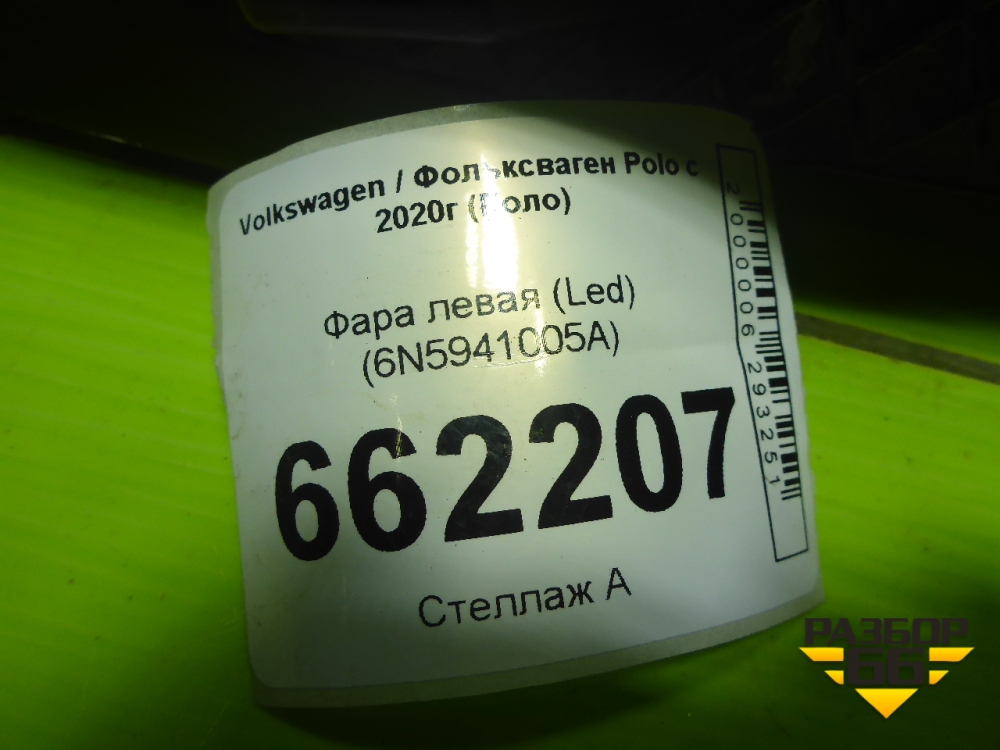 Volkswagen / Фольксваген Polo с
2020г (Поло)
Фара левая (Led)
(6N5941005A)
662207
Стеллаж А
2000006293251
РАЗБОР
66